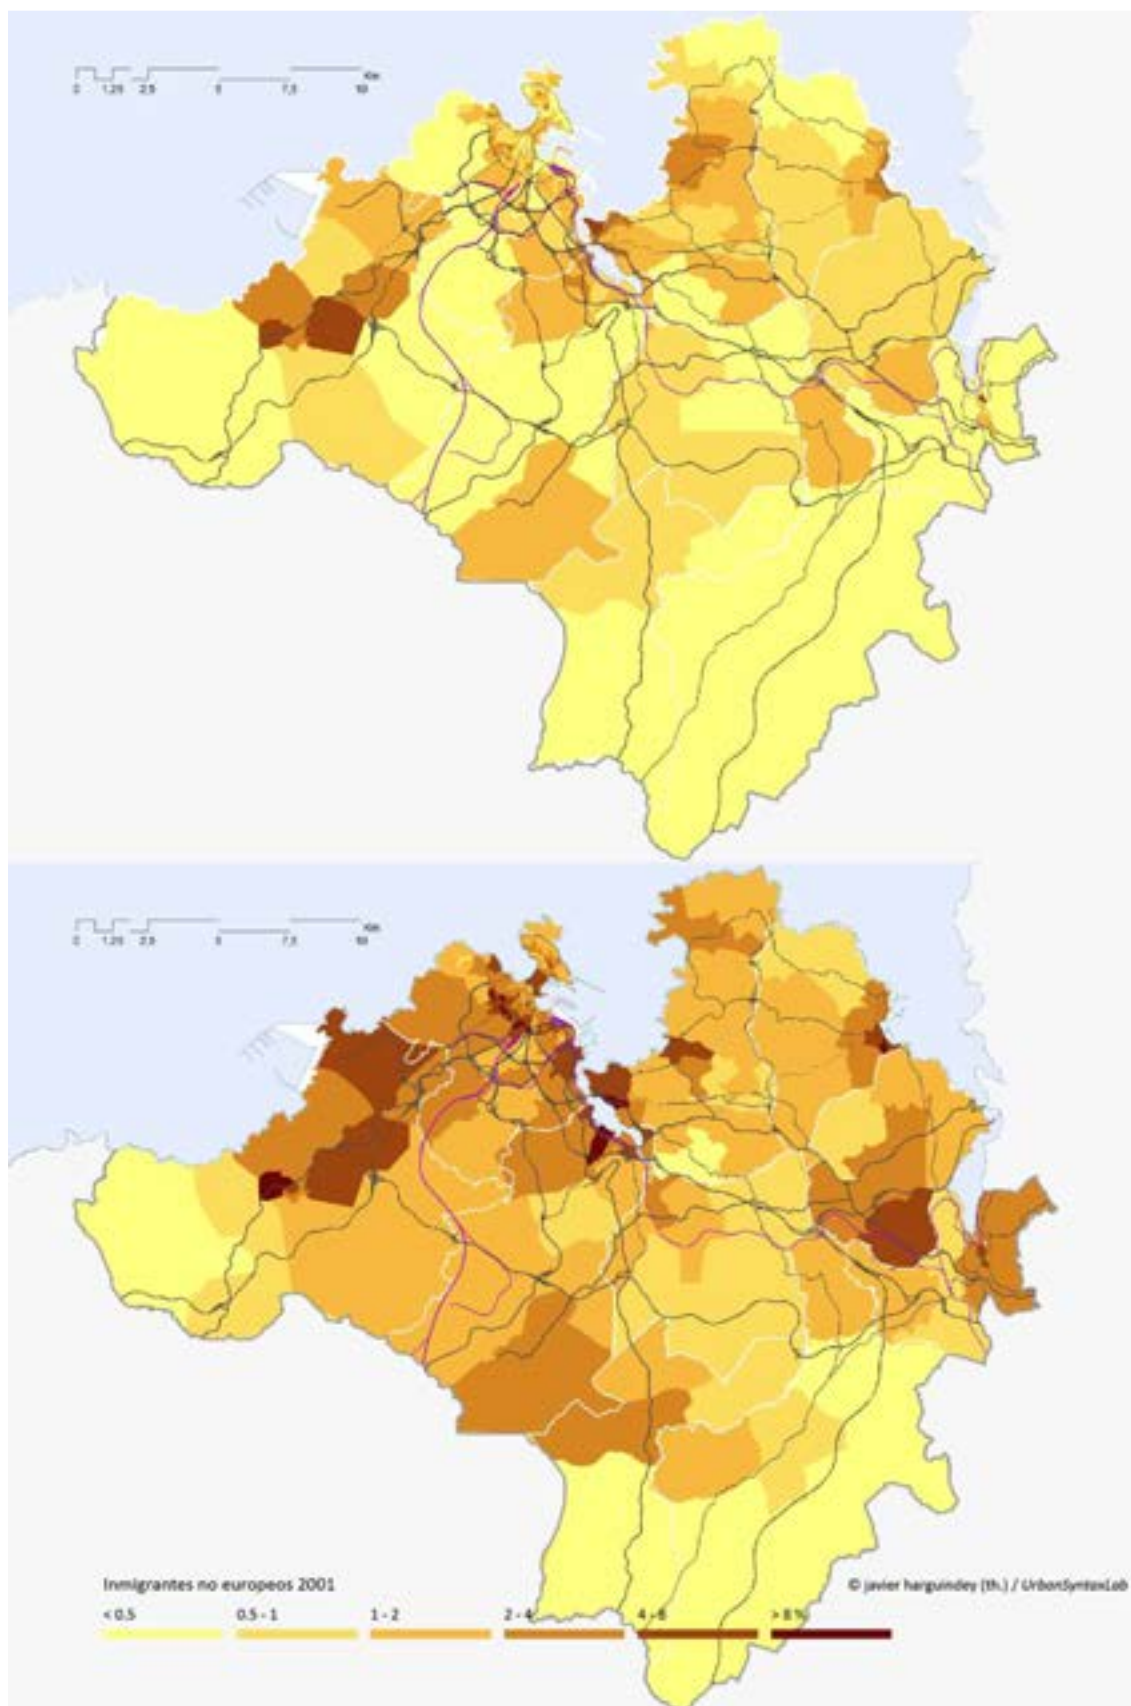 0 1,25 2,5 5 7,5 10
Km
0 1,25 2,5 5 7,5 10
Km
Inmigrantes no europeos 2001
© javier harguindey (th.) / UrbanSyntaxLab
< 0.5 0.5 - 1 1 - 2 2 - 4 4 - 8 > 8 %